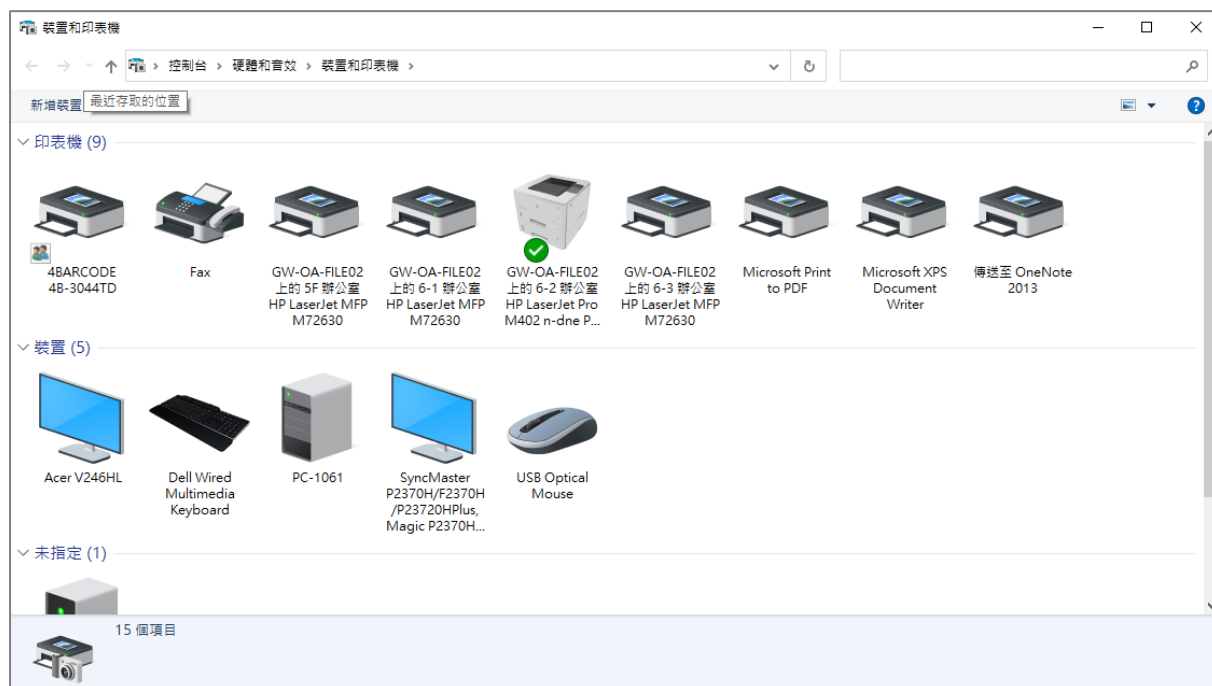 裝置和印表機
控制台 › 硬體和音效 › 裝置和印表機 ›
新增裝置
最近存取的位置
印表機 (9)
4BARCODE
4B-3044TD
Fax
GW-OA-FILE02
上的 5F 辦公室
HP LaserJet MFP
M72630
GW-OA-FILE02
上的 6-1 辦公室
HP LaserJet MFP
M72630
GW-OA-FILE02
上的 6-2 辦公室
HP LaserJet Pro
M402 n-dne P...
GW-OA-FILE02
上的 6-3 辦公室
HP LaserJet MFP
M72630
Microsoft Print
to PDF
Microsoft XPS
Document
Writer
傳送至 OneNote
2013
裝置 (5)
Acer V246HL
Dell Wired
Multimedia
Keyboard
PC-1061
SyncMaster
P2370H/F2370H
/P23720HPlus,
Magic P2370H...
USB Optical
Mouse
未指定 (1)
15 個項目